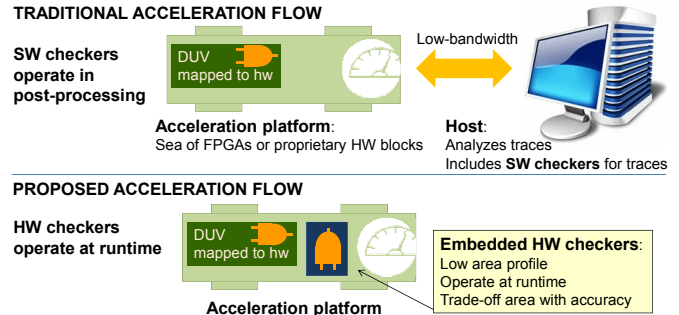 TRADITIONAL ACCELERATION FLOW
SW checkers
operate in
post-processing
DUV
mapped to hw
Low-bandwidth
Acceleration platform:
Sea of FPGAs or proprietary HW blocks
Host:
Analyzes traces
Includes SW checkers for traces
PROPOSED ACCELERATION FLOW
HW checkers
operate at runtime
DUV
mapped to hw
Embedded HW checkers:
Low area profile
Operate at runtime
Trade-off area with accuracy
Acceleration platform